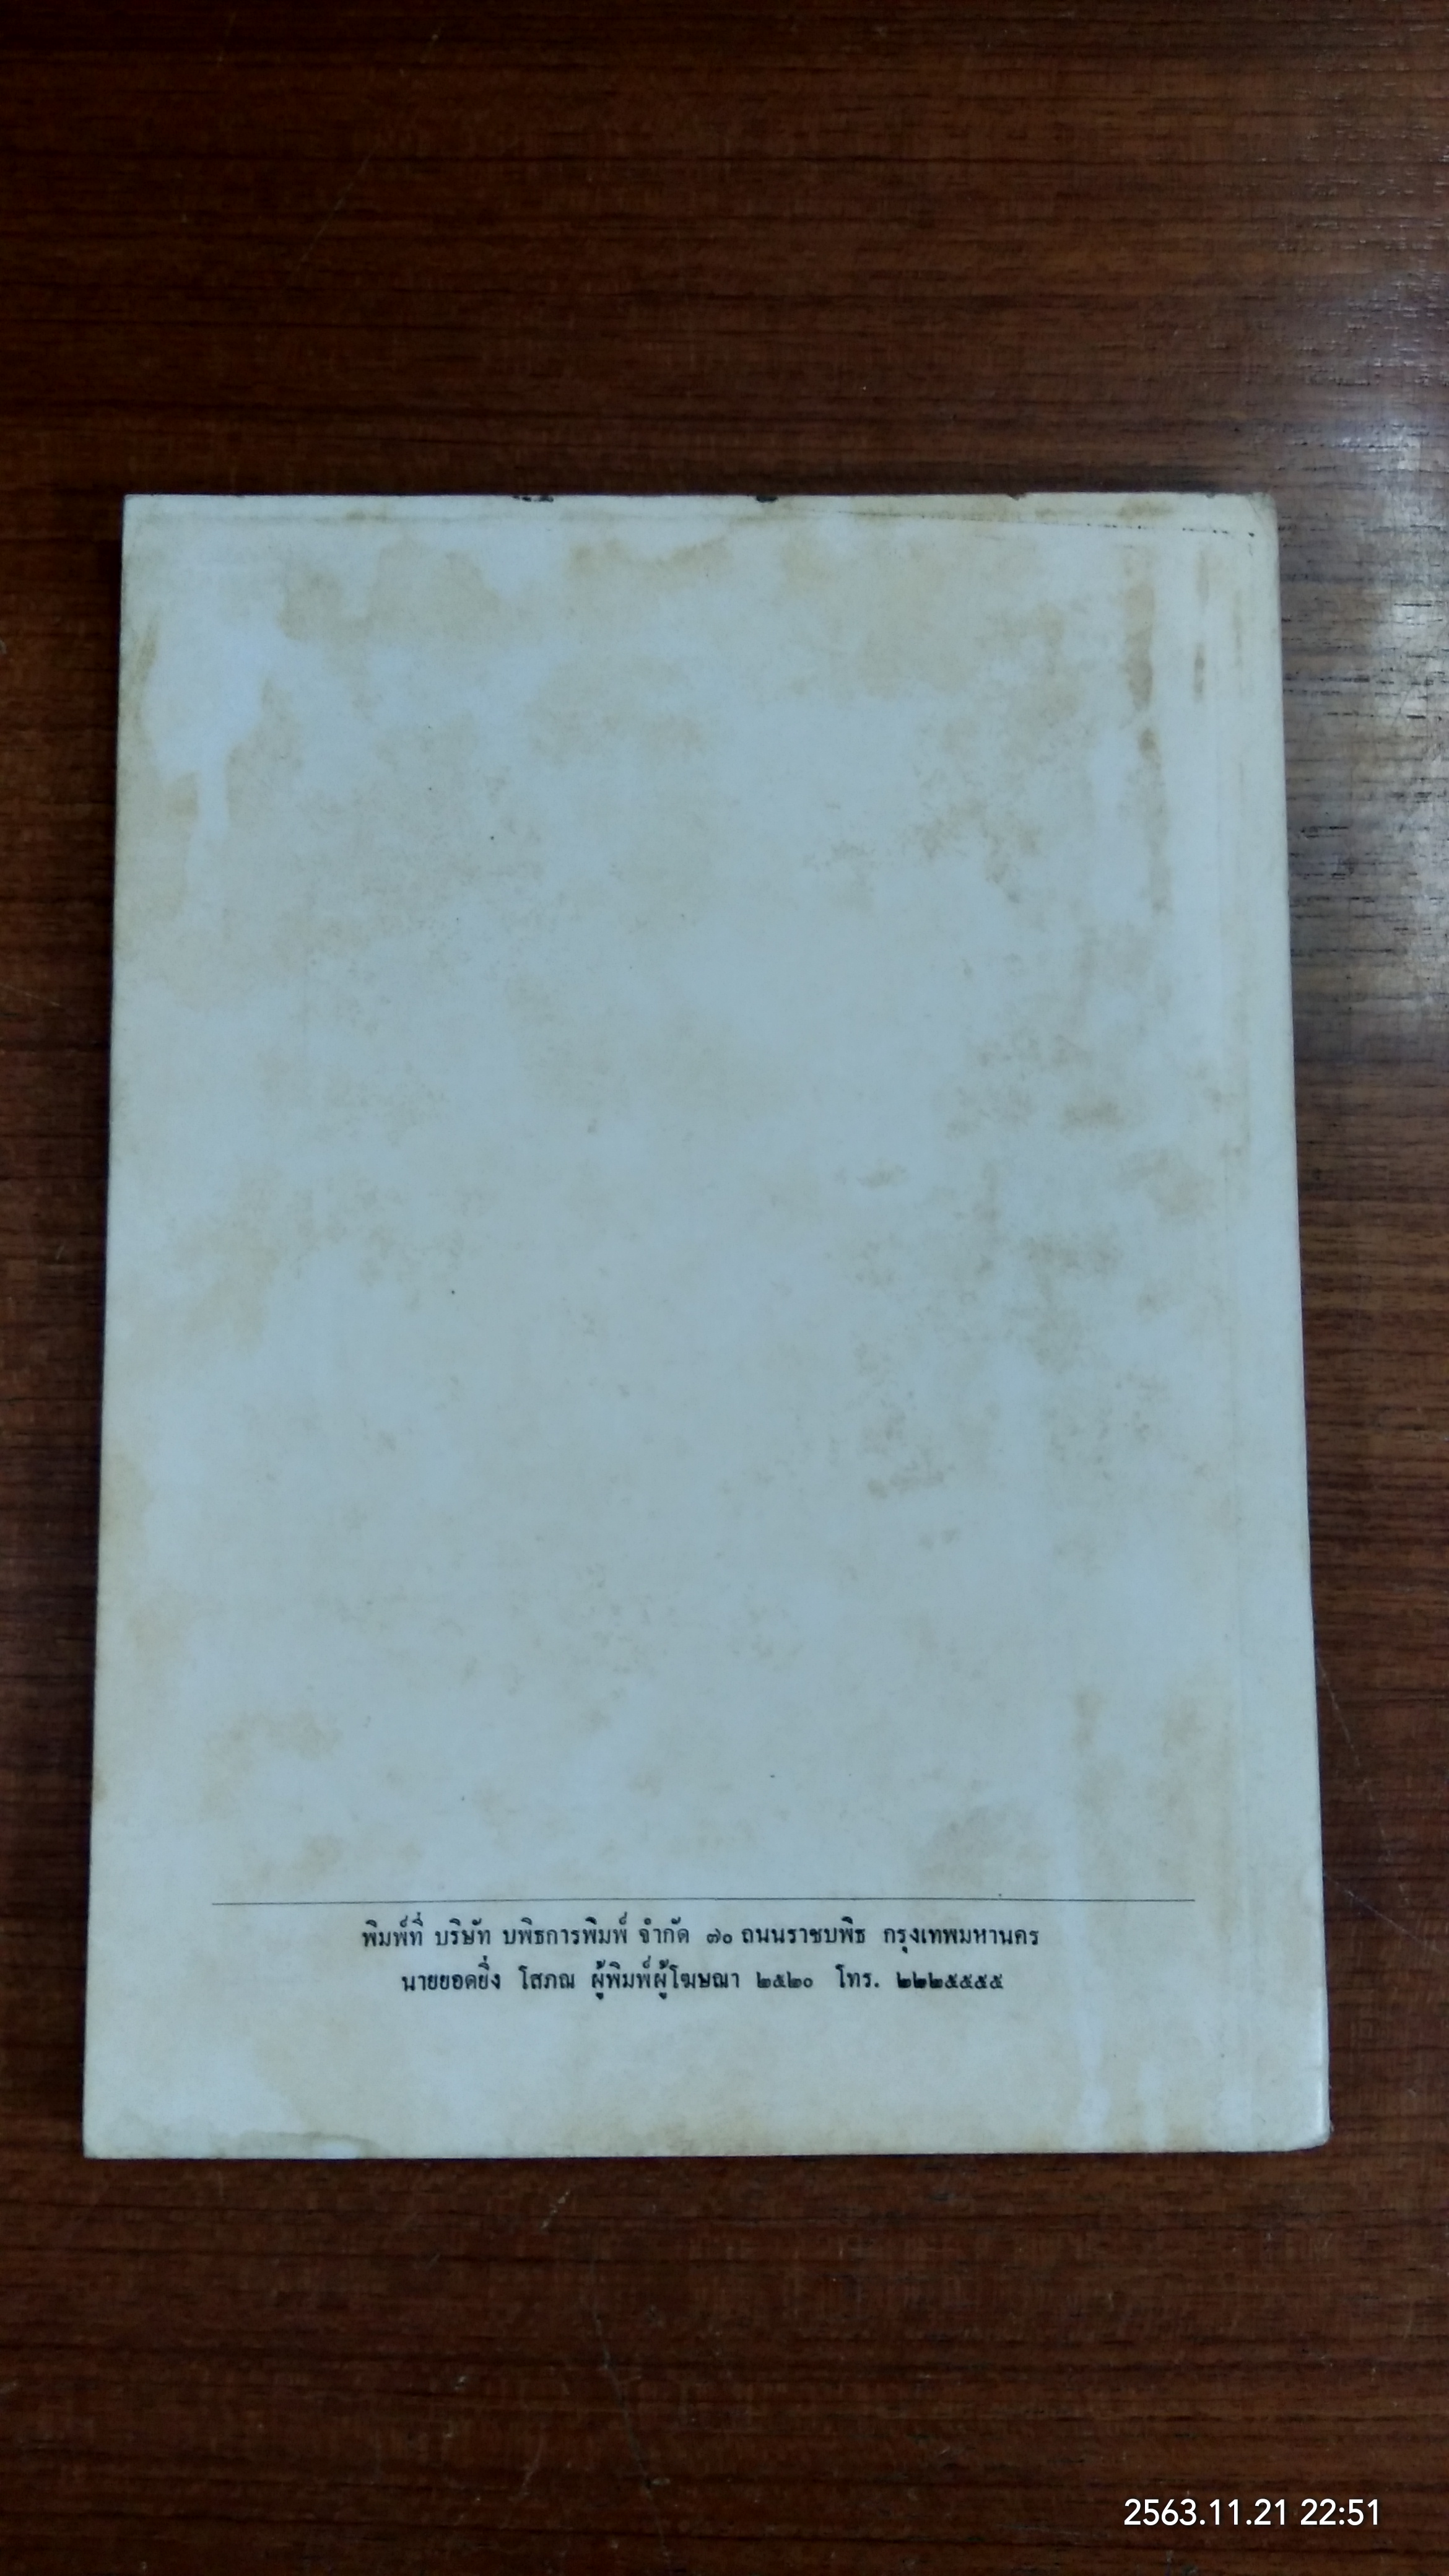 พิมพ์ที่ บริษัท บพิธการพิมพ์ จำกัด ๗๐ ถนนราชบพิธ กรุงเทพมหานคร
นายยอดยิ่ง โสภณ ผู้พิมพ์ผู้โฆษณา ๒๕๒๐ โทร. ๒๒๒๕๕๕๕
2563.11.21 22:51